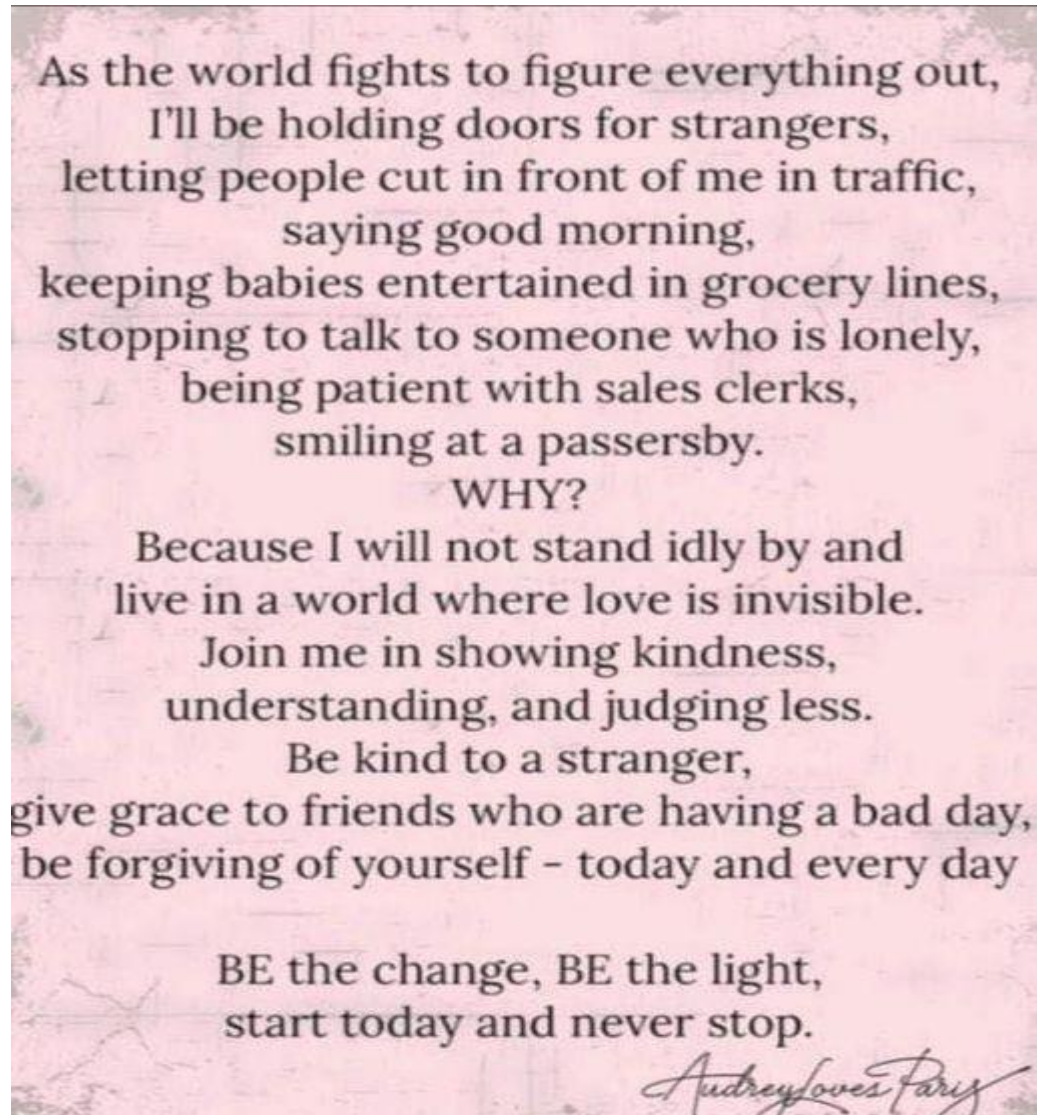 As the world fights to figure everything out,
I'll be holding doors for strangers,
letting people cut in front of me in traffic,
saying good morning,
keeping babies entertained in grocery lines,
stopping to talk to someone who is lonely,
being patient with sales clerks,
smiling at a passersby.
WHY?
Because I will not stand idly by and
live in a world where love is invisible.
Join me in showing kindness,
understanding, and judging less.
Be kind to a stranger,
give grace to friends who are having a bad day,
be forgiving of yourself – today and every day
BE the change, BE the light,
start today and never stop.
AudreyLovesParis